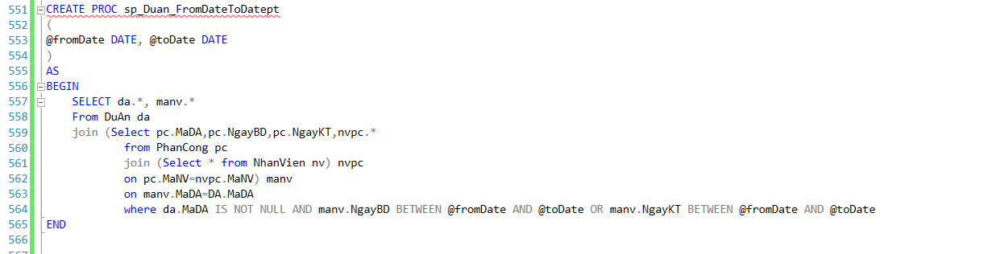 551 CREATE PROC sp_Duan_FromDateToDatept
552 (
553 @fromDate DATE, @toDate DATE
554 )
555 AS
556 BEGIN
557 SELECT da.*, manv.*
558 From DuAn da
559 join (Select pc.MaDA,pc.NgayBD,pc.NgayKT,nvpc.*
560 from PhanCong pc
561 join (Select * from NhanVien nv) nvpc
562 on pc.MaNV=nvpc.MaNV) manv
563 on manv.MaDA=DA.MaDA
564 where da.MaDA IS NOT NULL AND manv.NgayBD BETWEEN @fromDate AND @toDate OR manv.NgayKT BETWEEN @fromDate AND @toDate
565 END
566